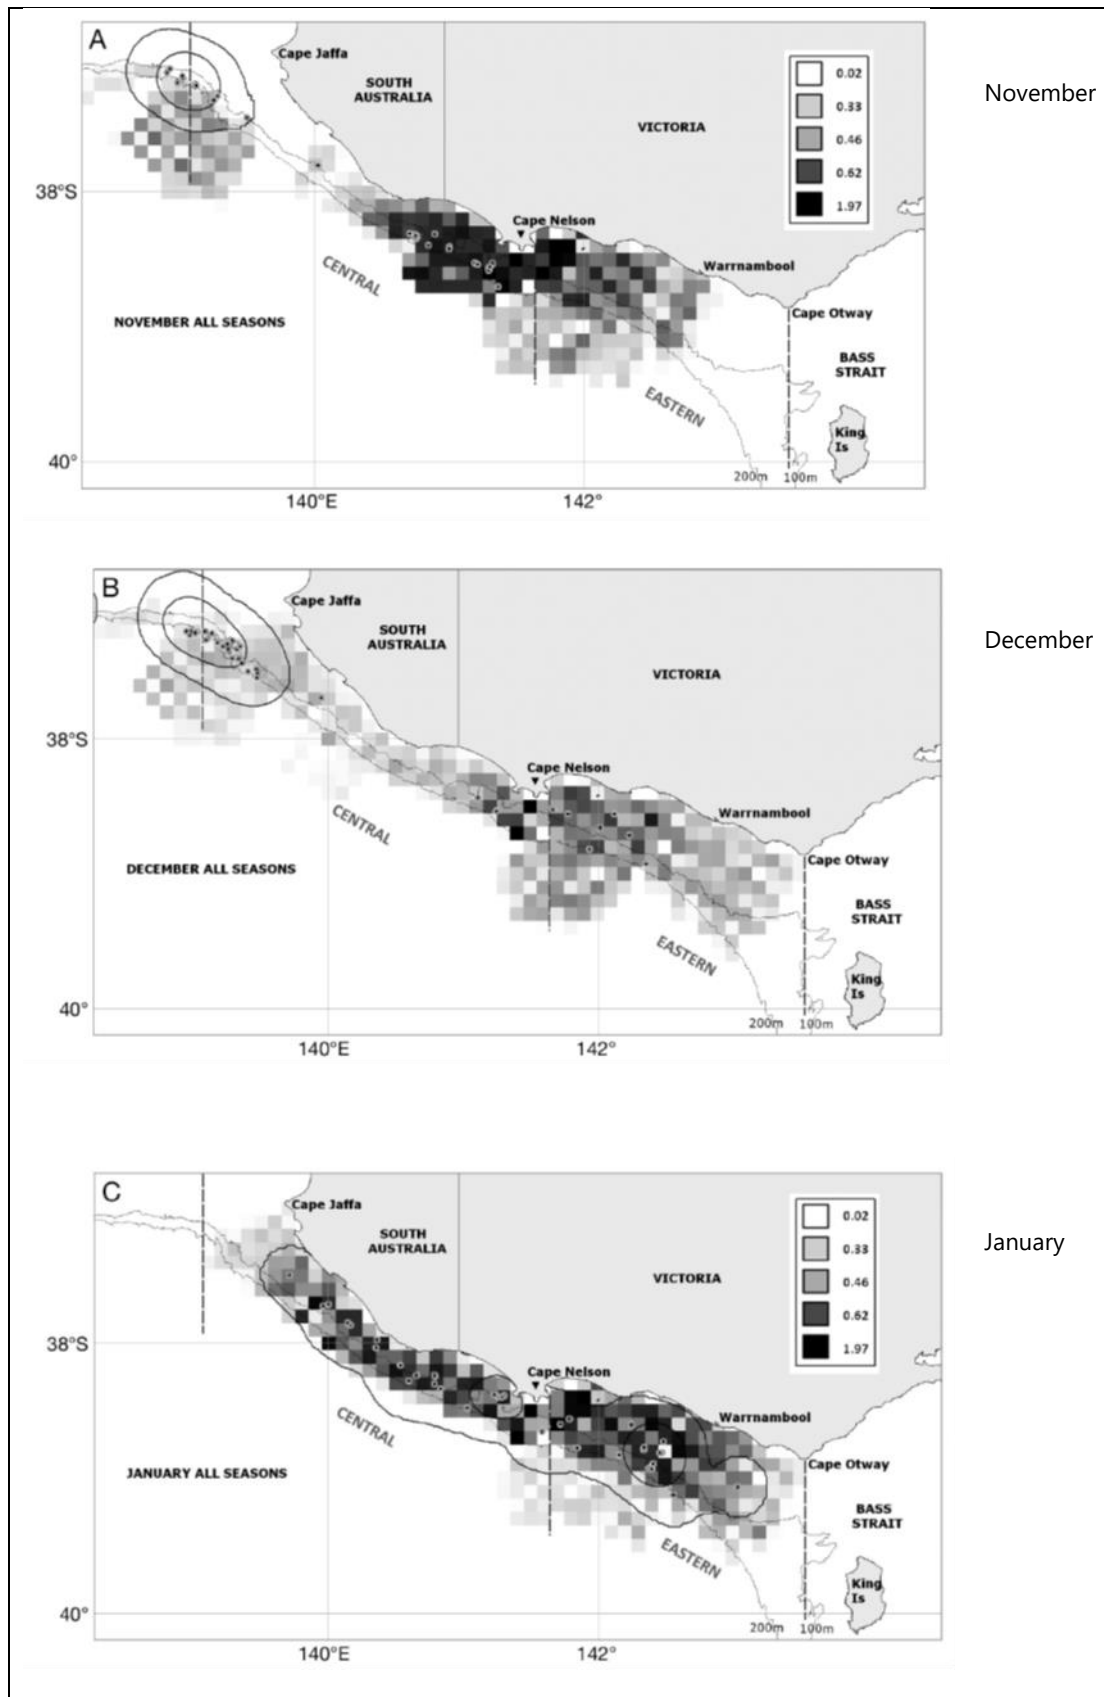 A
Cape Jaffa
SOUTH
AUSTRALIA
VICTORIA
0.02
0.33
0.46
0.62
1.97
November
38°S
Cape Nelson
Warrnambool
CENTRAL
NOVEMBER ALL SEASONS
Cape Otway
BASS
STRAIT
EASTERN
King
Is
40°
200m 100m
140°E
142°
B
Cape Jaffa
SOUTH
AUSTRALIA
VICTORIA
December
38°S
Cape Nelson
Warrnambool
CENTRAL
DECEMBER ALL SEASONS
Cape Otway
BASS
STRAIT
EASTERN
King
Is
40°
200m 100m
140°E
142°
C
Cape Jaffa
SOUTH
AUSTRALIA
VICTORIA
0.02
0.33
0.46
0.62
1.97
January
38°S
Cape Nelson
Warrnambool
CENTRAL
JANUARY ALL SEASONS
Cape Otway
BASS
STRAIT
EASTERN
King
Is
40°
200m 100m
140°E
142°